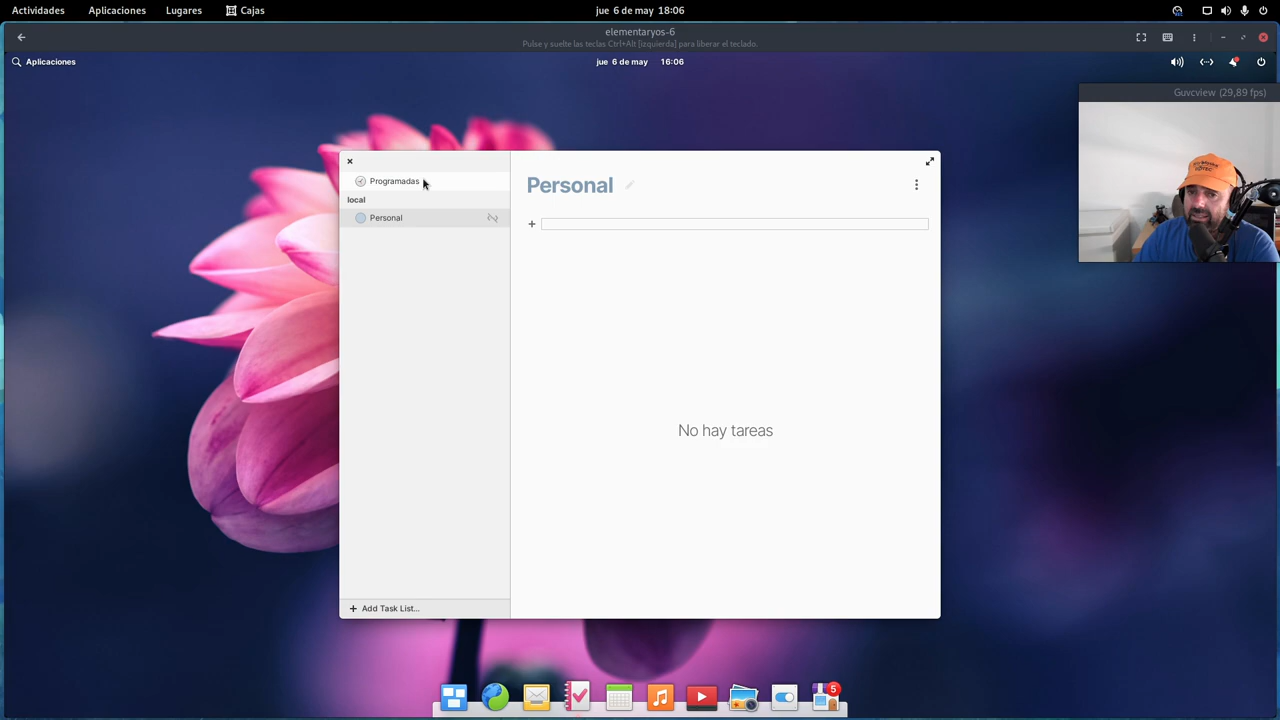 Actividades Aplicaciones Lugares Cajas jue 6 de may 18:06
elementaryos-6
Pulse y suelte las teclas Ctrl+Alt [izquierda] para liberar el teclado.
Aplicaciones jue 6 de may 16:06
Guvcview (29,89 fps)
Programadas
local
Personal
Personal
No hay tareas
Add Task List...
5